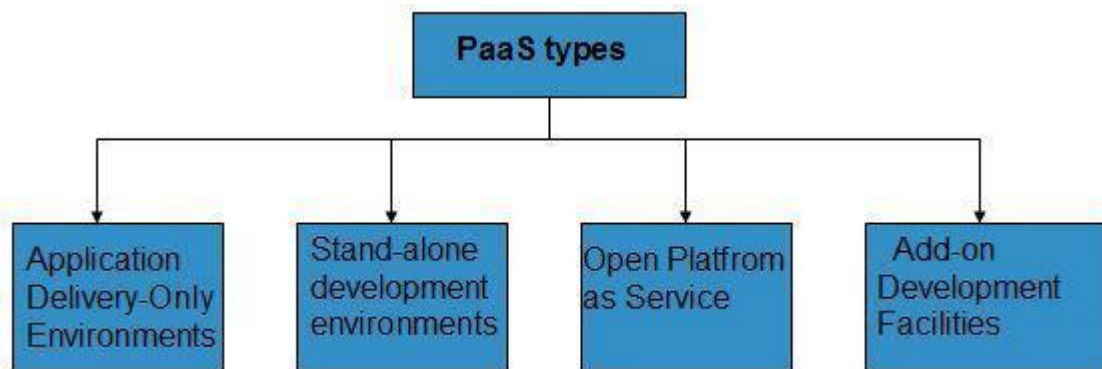 PaaS types
Application
Delivery-Only
Environments
Stand-alone
development
environments
Open Platfrom
as Service
Add-on
Development
Facilities